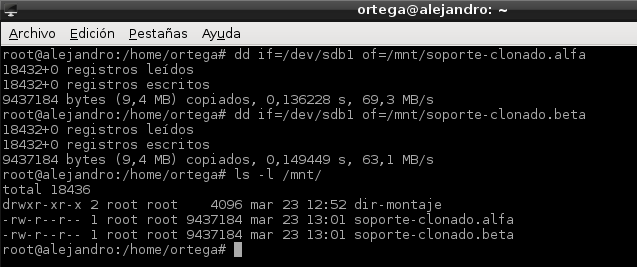 ortega@alejandro: ~
Archivo Edición Pestañas Ayuda
root@alejandro:/home/ortega# dd if=/dev/sdb1 of=/mnt/soporte-clonado.alfa
18432+0 registros leídos
18432+0 registros escritos
9437184 bytes (9,4 MB) copiados, 0,136228 s, 69,3 MB/s
root@alejandro:/home/ortega# dd if=/dev/sdb1 of=/mnt/soporte-clonado.beta
18432+0 registros leídos
18432+0 registros escritos
9437184 bytes (9,4 MB) copiados, 0,149449 s, 63,1 MB/s
root@alejandro:/home/ortega# ls -l /mnt/
total 18436
drwxr-xr-x 2 root root    4096 mar 23 12:52 dir-montaje
-rw-r--r-- 1 root root 9437184 mar 23 13:01 soporte-clonado.alfa
-rw-r--r-- 1 root root 9437184 mar 23 13:01 soporte-clonado.beta
root@alejandro:/home/ortega#